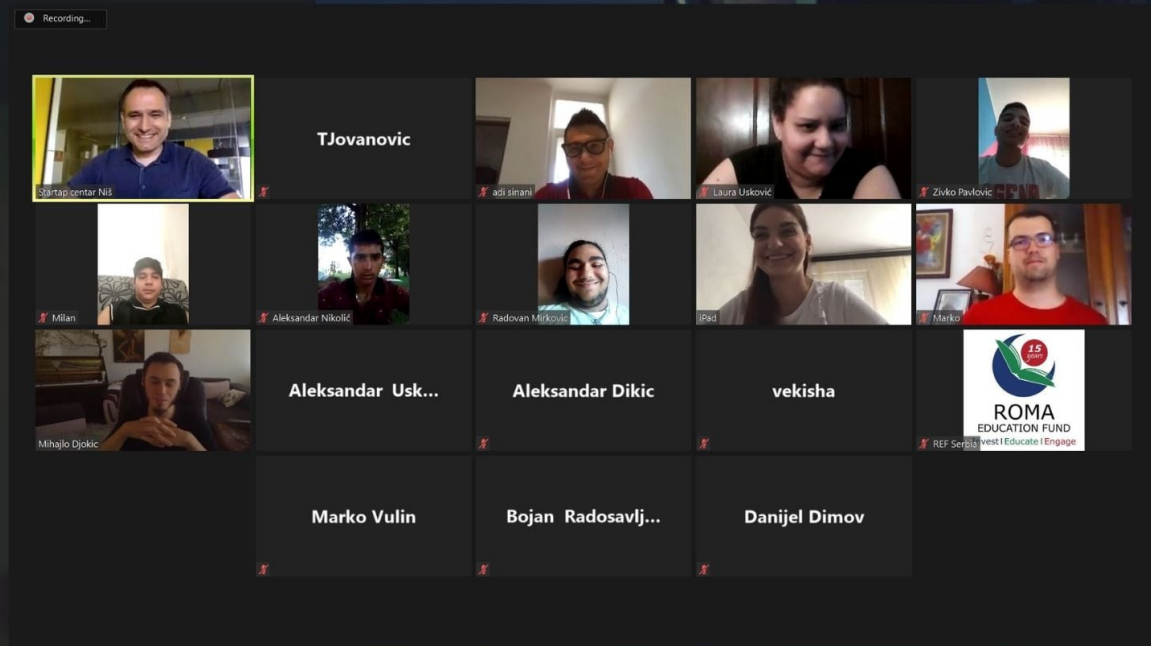 Recording...
Startap centar Niš
TJovanovic
adi sinani
Laura Usković
Zivko Pavlovic
Milan
Aleksandar Nikolić
Radovan Mirkovic
iPad
Marko
Mihajlo Djokic
Aleksandar Usk...
Aleksandar Dikic
vekisha
15
years
ROMA
EDUCATION FUND
vest I Educate I Engage
REF Serbia
Marko Vulin
Bojan Radosavlj...
Danijel Dimov